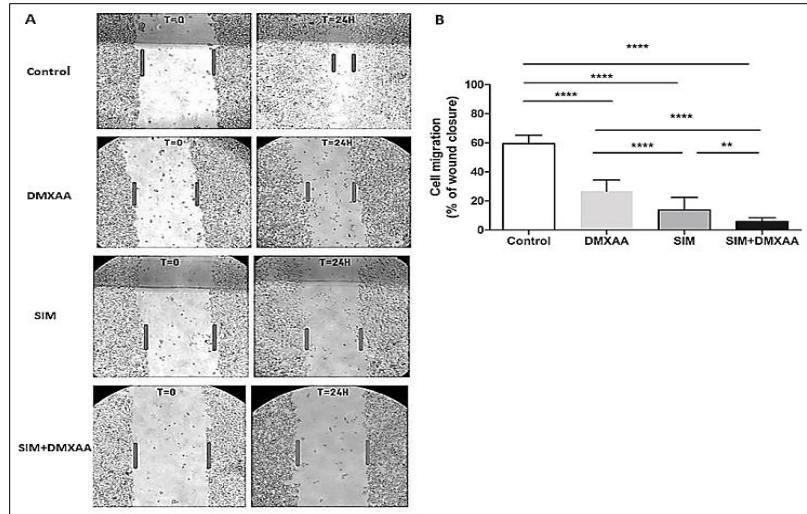 A
T=0
T=24H
Control
T=0
T=24H
DMXAA
T=0
T=24H
SIM
T=0
T=24H
SIM+DMXAA
B
****
****
****
****
****
**
Cell migration
(% of wound closure)
100
80
60
40
20
0
Control DMXAA SIM SIM+DMXAA